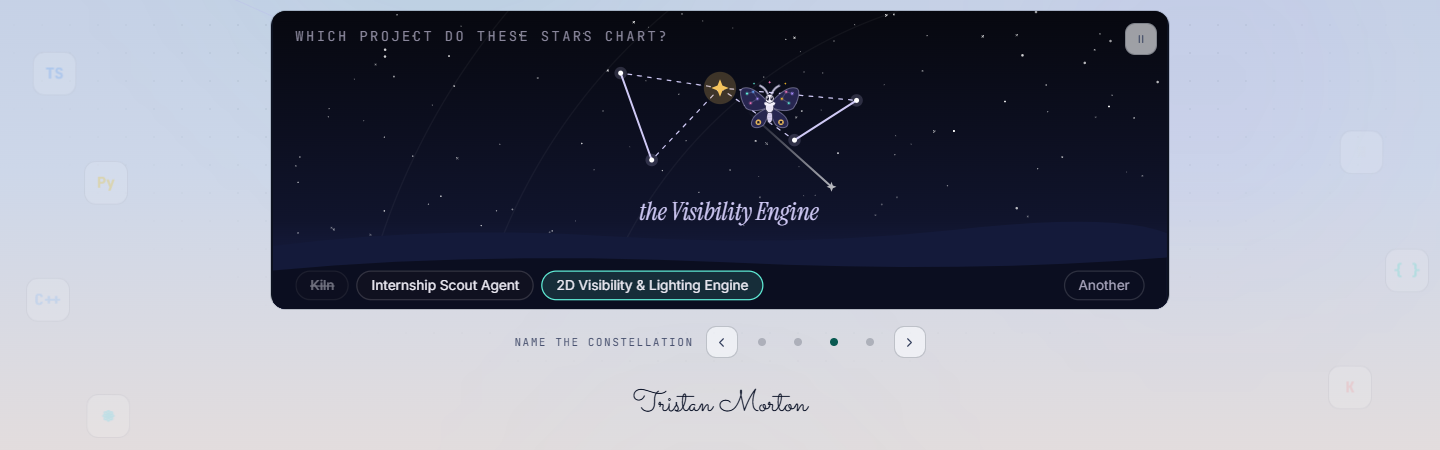 WHICH PROJECT DO THESE STARS CHART?
TS
Py
the Visibility Engine
{ }
Kiln
Internship Scout Agent
2D Visibility & Lighting Engine
Another
C++
NAME THE CONSTELLATION
K
Tristan Morton